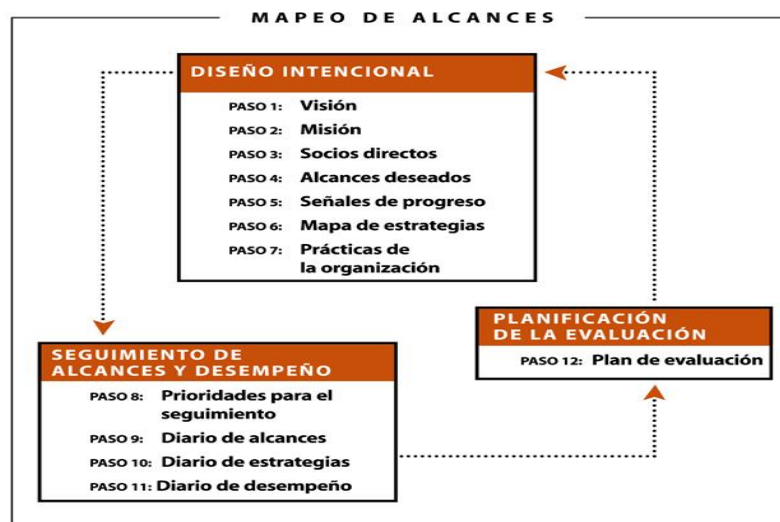 MAPEO DE ALCANCES
DISEÑO INTENCIONAL
PASO 1: Visión
PASO 2: Misión
PASO 3: Socios directos
PASO 4: Alcances deseados
PASO 5: Señales de progreso
PASO 6: Mapa de estrategias
PASO 7: Prácticas de
la organización
SEGUIMIENTO DE
ALCANCES Y DESEMPEÑO
PASO 8: Prioridades para el
seguimiento
PASO 9: Diario de alcances
PASO 10: Diario de estrategias
PASO 11: Diario de desempeño
PLANIFICACIÓN
DE LA EVALUACIÓN
PASO 12: Plan de evaluación